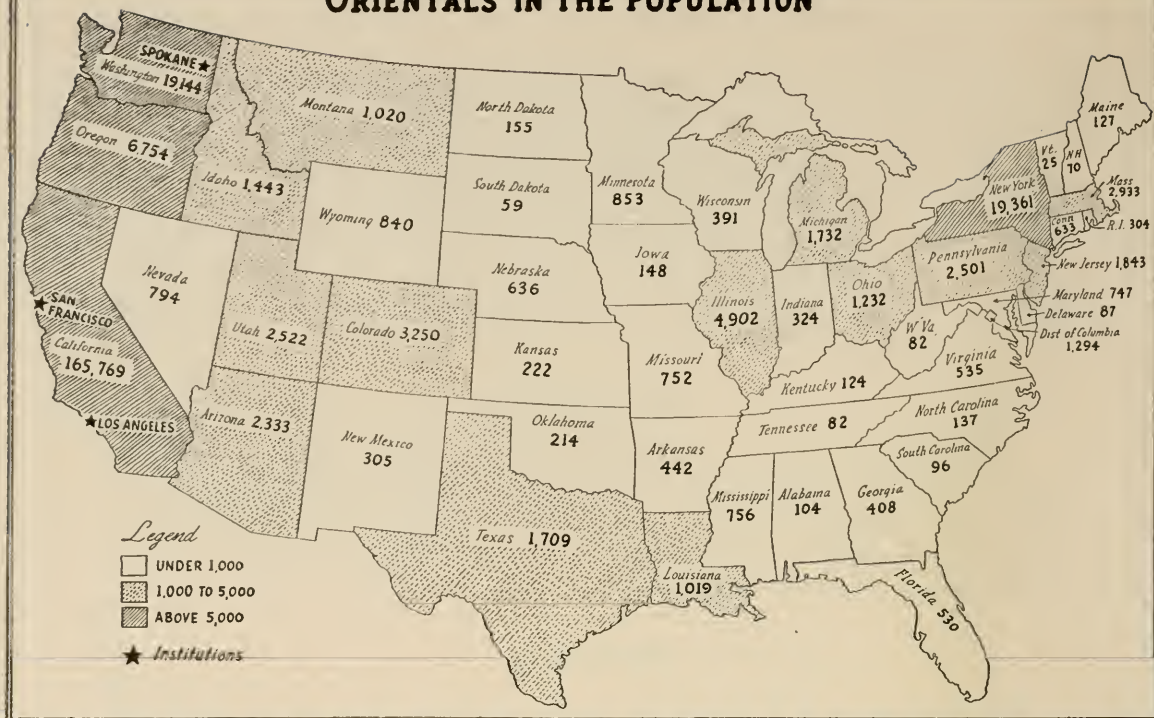 ORIENTALS IN THE POPULATION
SPOKANE
Washington 19,144
Oregon 6,754
Idaho 1,443
Montana 1,020
Wyoming 840
North Dakota
155
South Dakota
59
Nebraska
636
Kansas
222
Oklahoma
214
Nevada
794
Utah 2,522
Colorado 3,250
SAN
FRANCISCO
California
165,769
LOS ANGELES
Arizona 2,333
New Mexico
305
Texas 1,709
Minnesota
853
Iowa
148
Missouri
752
Arkansas
442
Louisiana
1,019
Wisconsin
391
Illinois
4,902
Michigan
1,732
Indiana
324
Ohio
1,232
Kentucky 124
Tennessee 82
Mississippi
756
Alabama
104
Georgia
408
Florida 530
South Carolina
96
North Carolina
137
Virginia
535
W Va
82
Pennsylvania
2,501
New York
19,361
Vt.
25
NH
70
Maine
127
Mass
2,933
Conn
633
R.I. 304
New Jersey 1,843
Maryland 747
Delaware 87
Dist of Columbia
1,294
Legend
UNDER 1,000
1,000 TO 5,000
ABOVE 5,000
Institutions